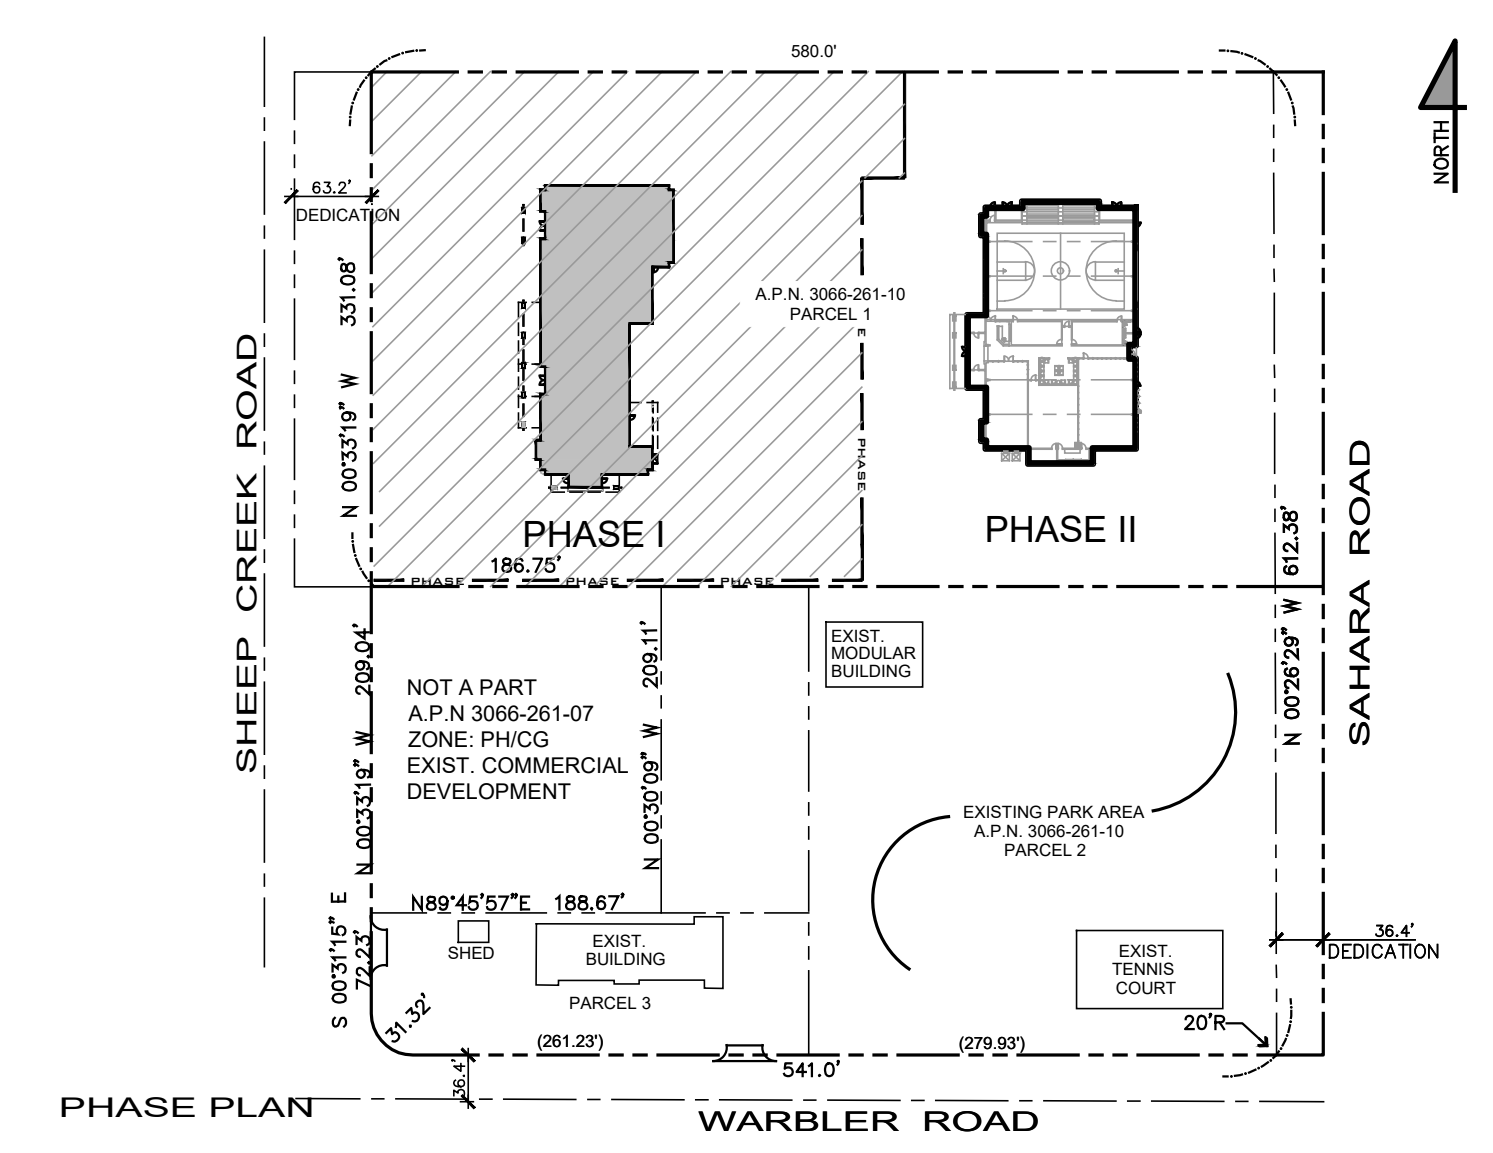 580.0'
NORTH
63.2'
DEDICATION
N 00°33'19" W 331.08'
A.P.N. 3066-261-10
PARCEL 1
E
PHASE
SHEEP CREEK ROAD
SAHARA ROAD
PHASE I
PHASE II
186.75'
PHASE PHASE PHASE
N 00°26'29" W 612.38'
N 00°33'19" W 209.04'
N 00°30'09" W 209.11'
EXIST.
MODULAR
BUILDING
NOT A PART
A.P.N 3066-261-07
ZONE: PH/CG
EXIST. COMMERCIAL
DEVELOPMENT
EXISTING PARK AREA
A.P.N. 3066-261-10
PARCEL 2
N89°45'57"E 188.67'
S 00°31'15" E
72.23'
SHED
EXIST.
BUILDING
PARCEL 3
EXIST.
TENNIS
COURT
36.4'
DEDICATION
31.32'
20'R
(261.23')
(279.93')
541.0'
36.4'
PHASE PLAN
WARBLER ROAD